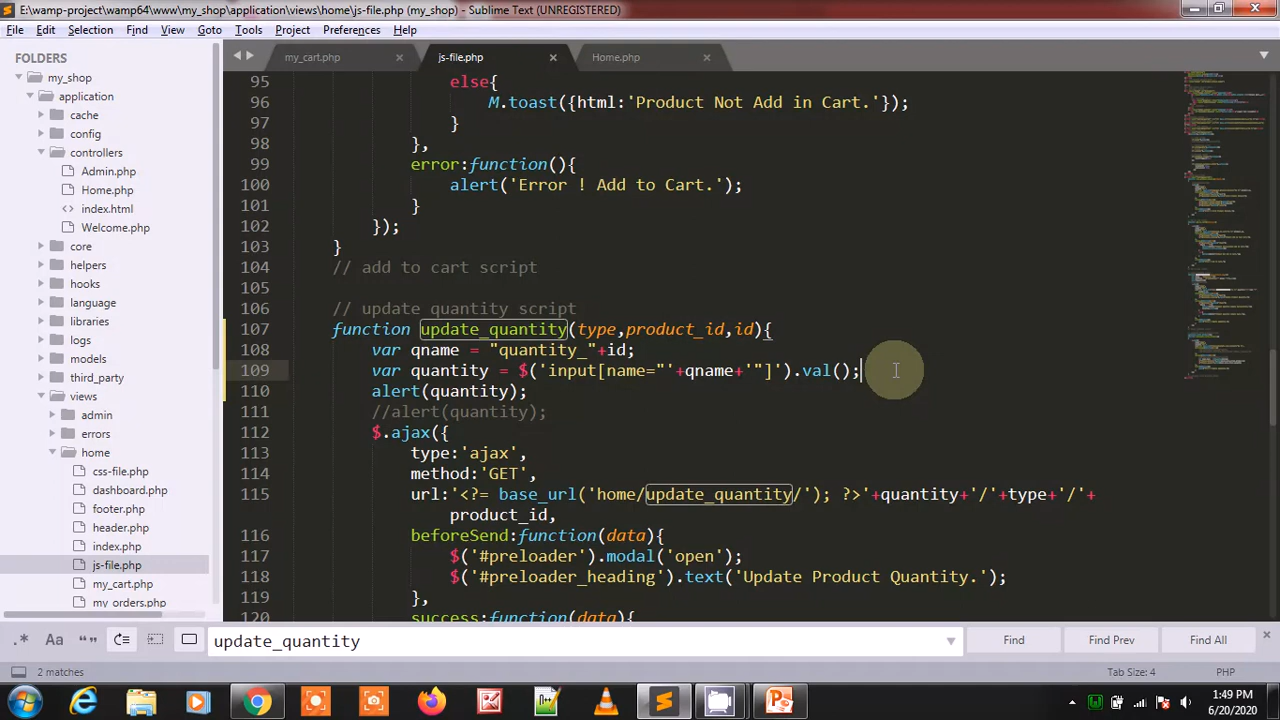 E:\wamp-project\wamp64\www\my_shop\application\views\home\js-file.php (my_shop) - Sublime Text (UNREGISTERED)
File Edit Selection Find View Goto Tools Project Preferences Help
FOLDERS
my_shop
application
cache
config
controllers
Admin.php
Home.php
index.html
Welcome.php
core
helpers
hooks
language
libraries
logs
models
third_party
views
admin
errors
home
css-file.php
dashboard.php
footer.php
header.php
index.php
js-file.php
my_cart.php
my_orders.php
my_cart.php js-file.php Home.php
95 else{
96 M.toast({html:'Product Not Add in Cart.'});
97 }
98 },
99 error:function(){
100 alert('Error ! Add to Cart.');
101 }
102 });
103 }
104 // add to cart script
105
106 // update quantity script
107 function update_quantity(type,product_id,id){
108 var qname = "quantity_"+id;
109 var quantity = $('input[name="'+qname+'"]').val();
110 alert(quantity);
111 //alert(quantity);
112 $.ajax({
113 type:'ajax',
114 method:'GET',
115 url:'<?= base_url('home/update_quantity/'); ?>'+quantity+'/'+type+'/'+
product_id,
116 beforeSend:function(data){
117 $('#preloader').modal('open');
118 $('#preloader_heading').text('Update Product Quantity.');
119 },
120 success:function(data){
.* Aa “” update_quantity Find Find Prev Find All
2 matches Tab Size: 4 PHP
1:49 PM
6/20/2020